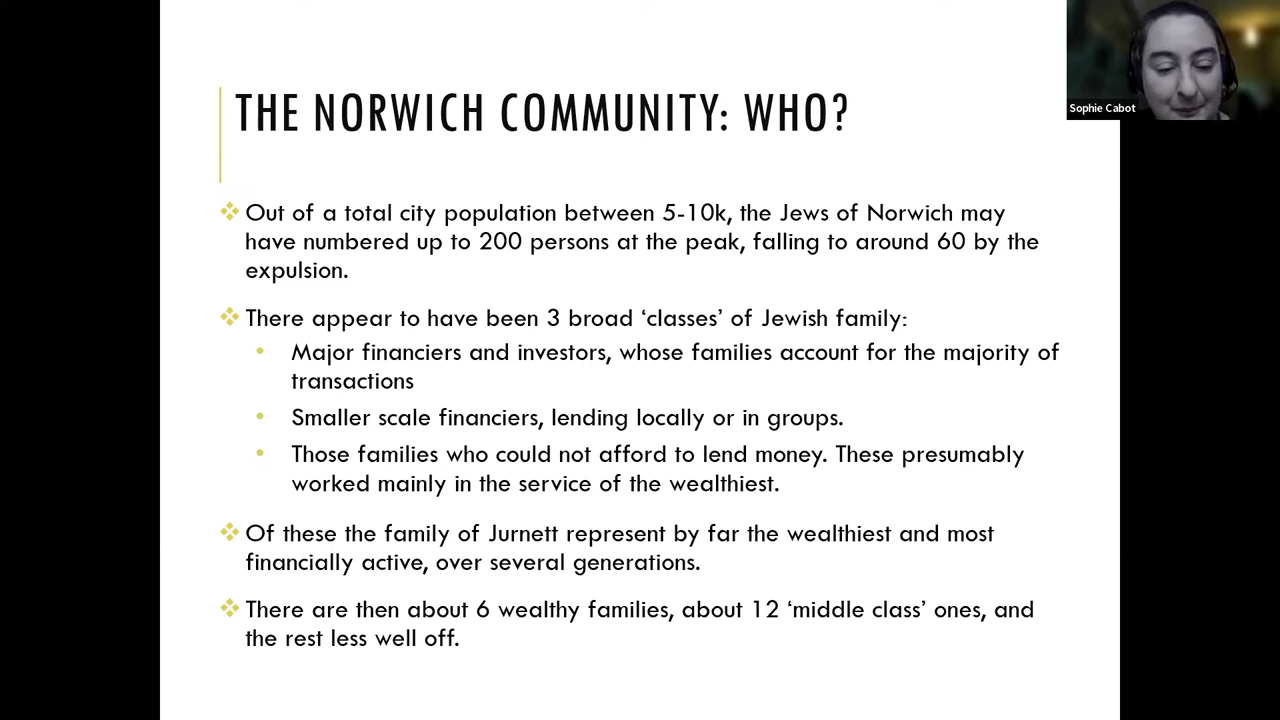 Sophie Cabot
THE NORWICH COMMUNITY: WHO?
Out of a total city population between 5-10k, the Jews of Norwich may
have numbered up to 200 persons at the peak, falling to around 60 by the
expulsion.
There appear to have been 3 broad ‘classes’ of Jewish family:
Major financiers and investors, whose families account for the majority of
transactions
Smaller scale financiers, lending locally or in groups.
Those families who could not afford to lend money. These presumably
worked mainly in the service of the wealthiest.
Of these the family of Jurnett represent by far the wealthiest and most
financially active, over several generations.
There are then about 6 wealthy families, about 12 ‘middle class’ ones, and
the rest less well off.